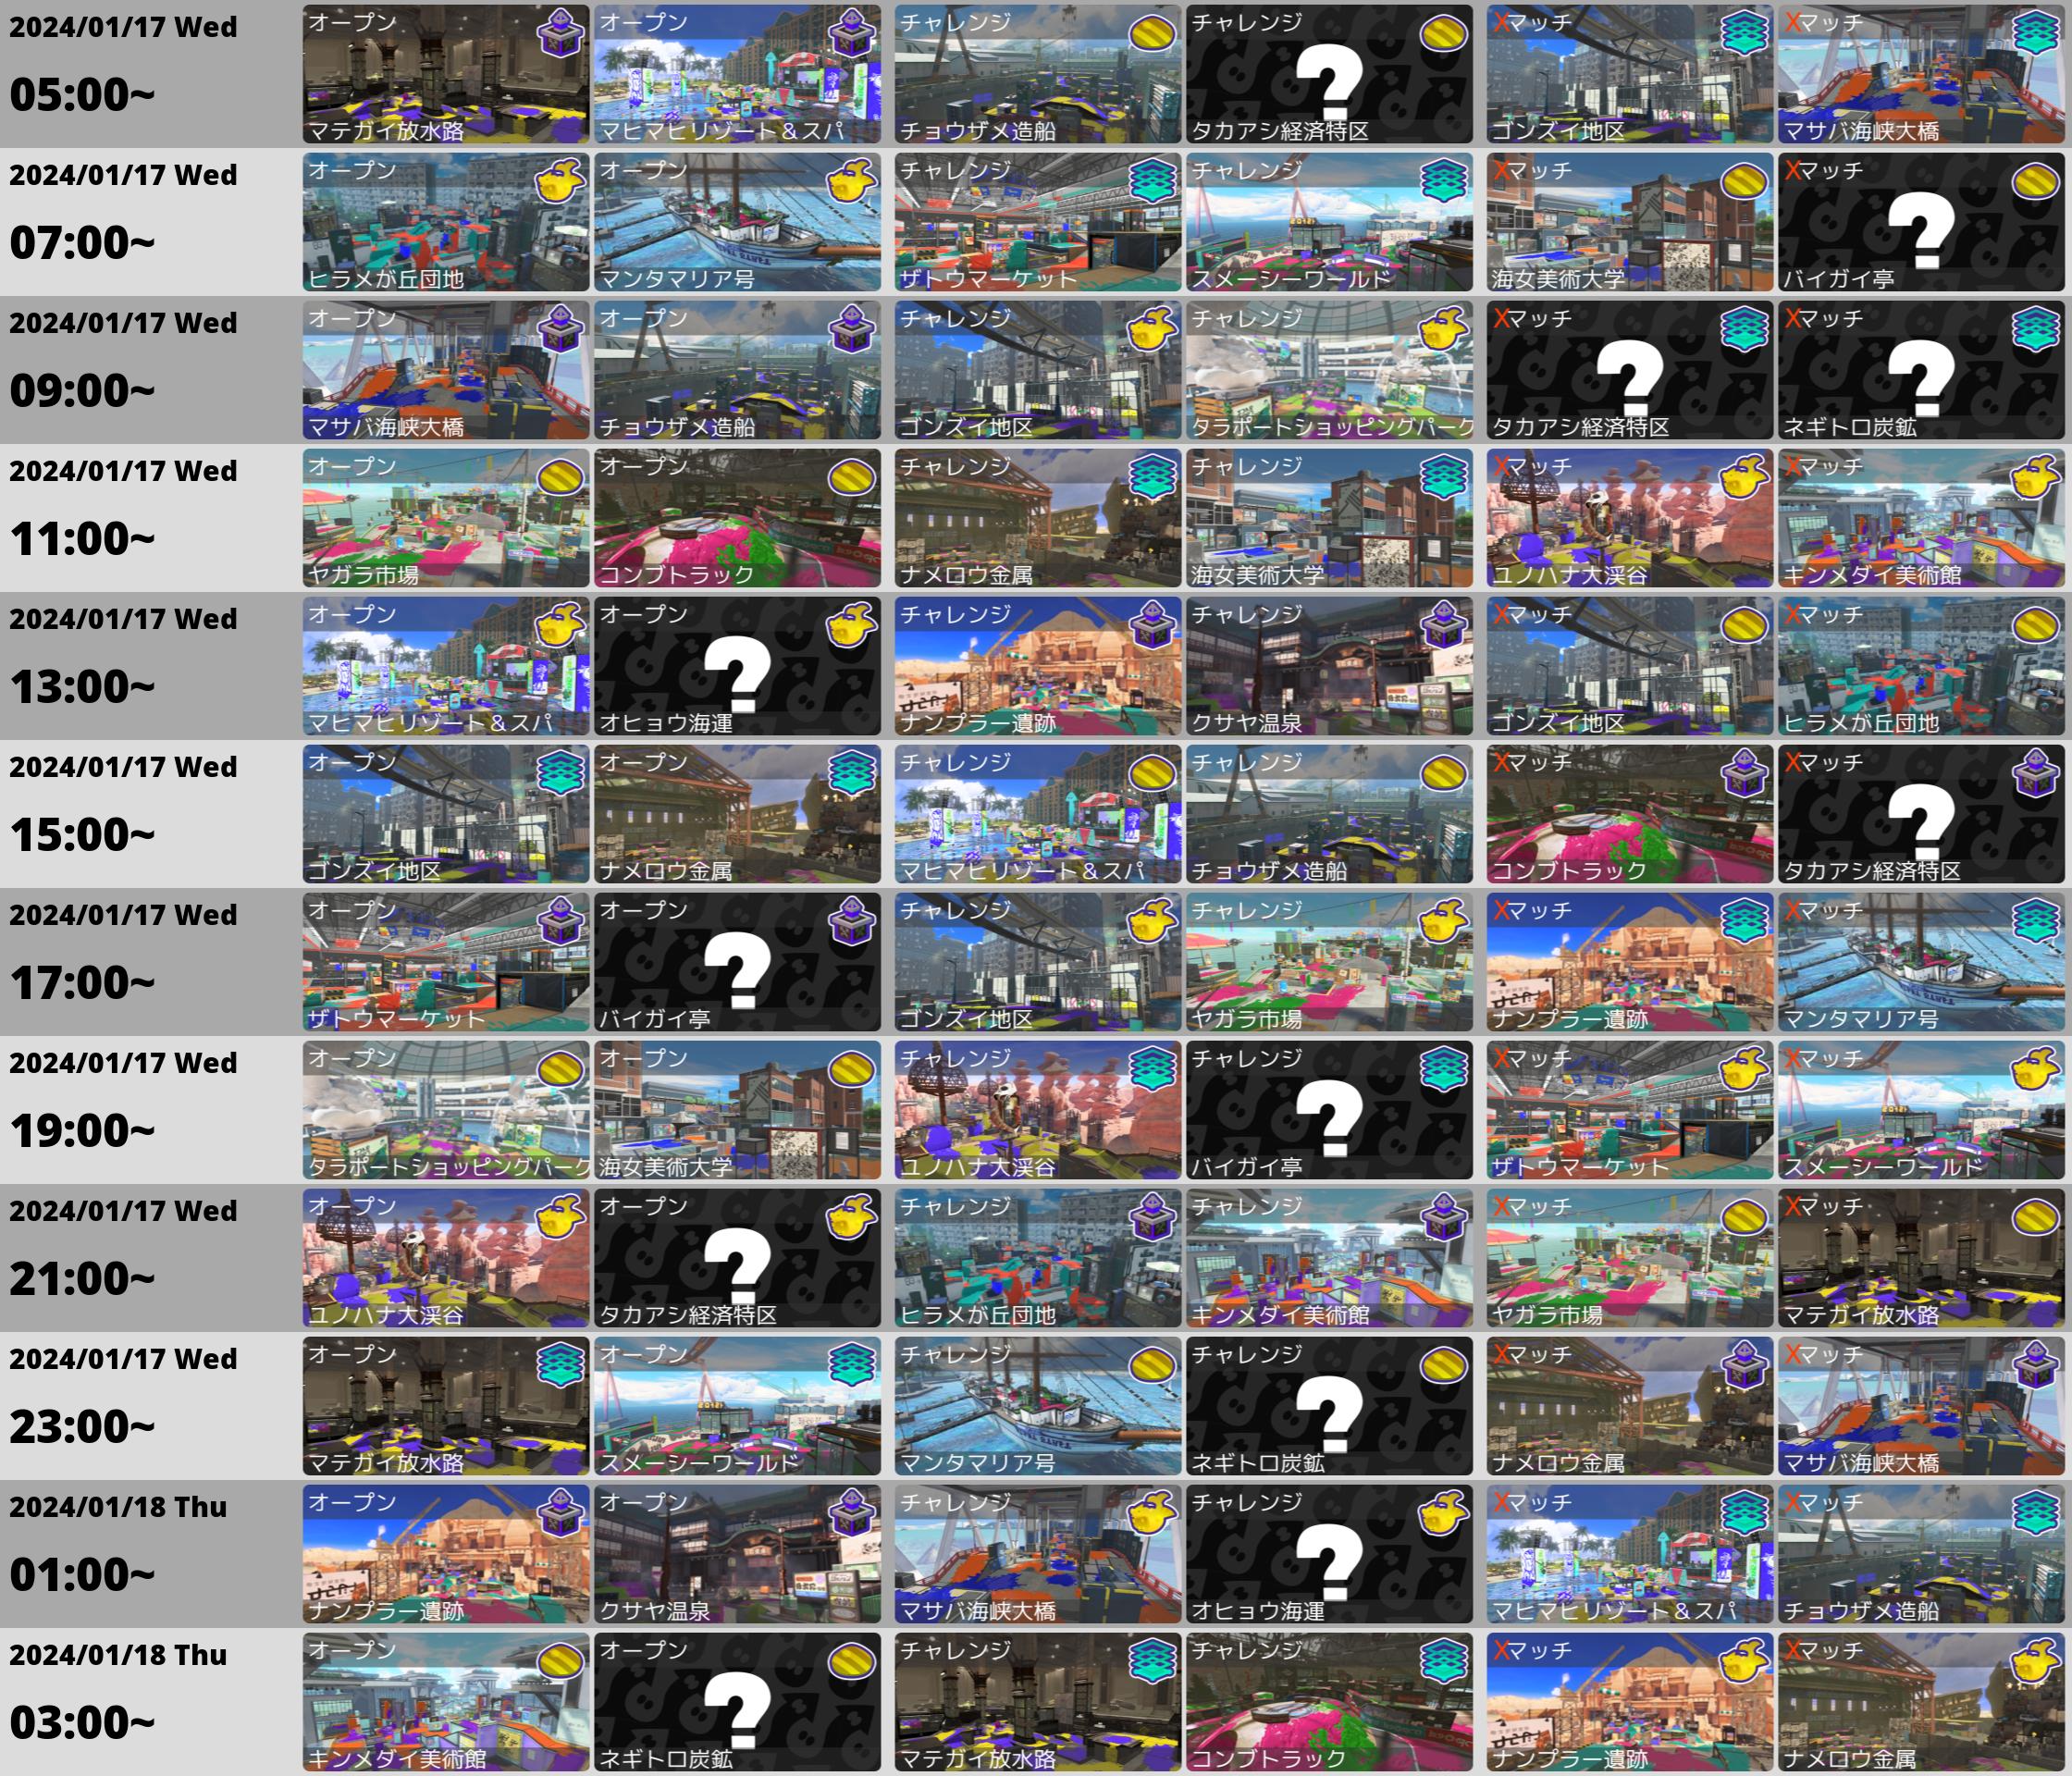 2024/01/17 Wed
05:00~
オープン マテガイ放水路
オープン マヒマヒリゾート&スパ
チャレンジ チョウザメ造船
チャレンジ タカアシ経済特区
Xマッチ ゴンズイ地区
Xマッチ マサバ海峡大橋
2024/01/17 Wed
07:00~
オープン ヒラメが丘団地
オープン マンタマリア号
チャレンジ ザトウマーケット
チャレンジ スメーシーワールド
Xマッチ 海女美術大学
Xマッチ バイガイ亭
2024/01/17 Wed
09:00~
オープン マサバ海峡大橋
オープン チョウザメ造船
チャレンジ ゴンズイ地区
チャレンジ タラポートショッピングパーク
Xマッチ タカアシ経済特区
Xマッチ ネギトロ炭鉱
2024/01/17 Wed
11:00~
オープン ヤガラ市場
オープン コンブトラック
チャレンジ ナメロウ金属
チャレンジ 海女美術大学
Xマッチ ユノハナ大渓谷
Xマッチ キンメダイ美術館
2024/01/17 Wed
13:00~
オープン マヒマヒリゾート&スパ
オープン オヒョウ海運
チャレンジ ナンプラー遺跡
チャレンジ クサヤ温泉
Xマッチ ゴンズイ地区
Xマッチ ヒラメが丘団地
2024/01/17 Wed
15:00~
オープン ゴンズイ地区
オープン ナメロウ金属
チャレンジ マヒマヒリゾート&スパ
チャレンジ チョウザメ造船
Xマッチ コンブトラック
Xマッチ タカアシ経済特区
2024/01/17 Wed
17:00~
オープン ザトウマーケット
オープン バイガイ亭
チャレンジ ゴンズイ地区
チャレンジ ヤガラ市場
Xマッチ ナンプラー遺跡
Xマッチ マンタマリア号
2024/01/17 Wed
19:00~
オープン タラポートショッピングパーク
オープン 海女美術大学
チャレンジ ユノハナ大渓谷
チャレンジ バイガイ亭
Xマッチ ザトウマーケット
Xマッチ スメーシーワールド
2024/01/17 Wed
21:00~
オープン ユノハナ大渓谷
オープン タカアシ経済特区
チャレンジ ヒラメが丘団地
チャレンジ キンメダイ美術館
Xマッチ ヤガラ市場
Xマッチ マテガイ放水路
2024/01/17 Wed
23:00~
オープン マテガイ放水路
オープン スメーシーワールド
チャレンジ マンタマリア号
チャレンジ ネギトロ炭鉱
Xマッチ ナメロウ金属
Xマッチ マサバ海峡大橋
2024/01/18 Thu
01:00~
オープン ナンプラー遺跡
オープン クサヤ温泉
チャレンジ マサバ海峡大橋
チャレンジ オヒョウ海運
Xマッチ マヒマヒリゾート&スパ
Xマッチ チョウザメ造船
2024/01/18 Thu
03:00~
オープン キンメダイ美術館
オープン ネギトロ炭鉱
チャレンジ マテガイ放水路
チャレンジ コンブトラック
Xマッチ ナンプラー遺跡
Xマッチ ナメロウ金属